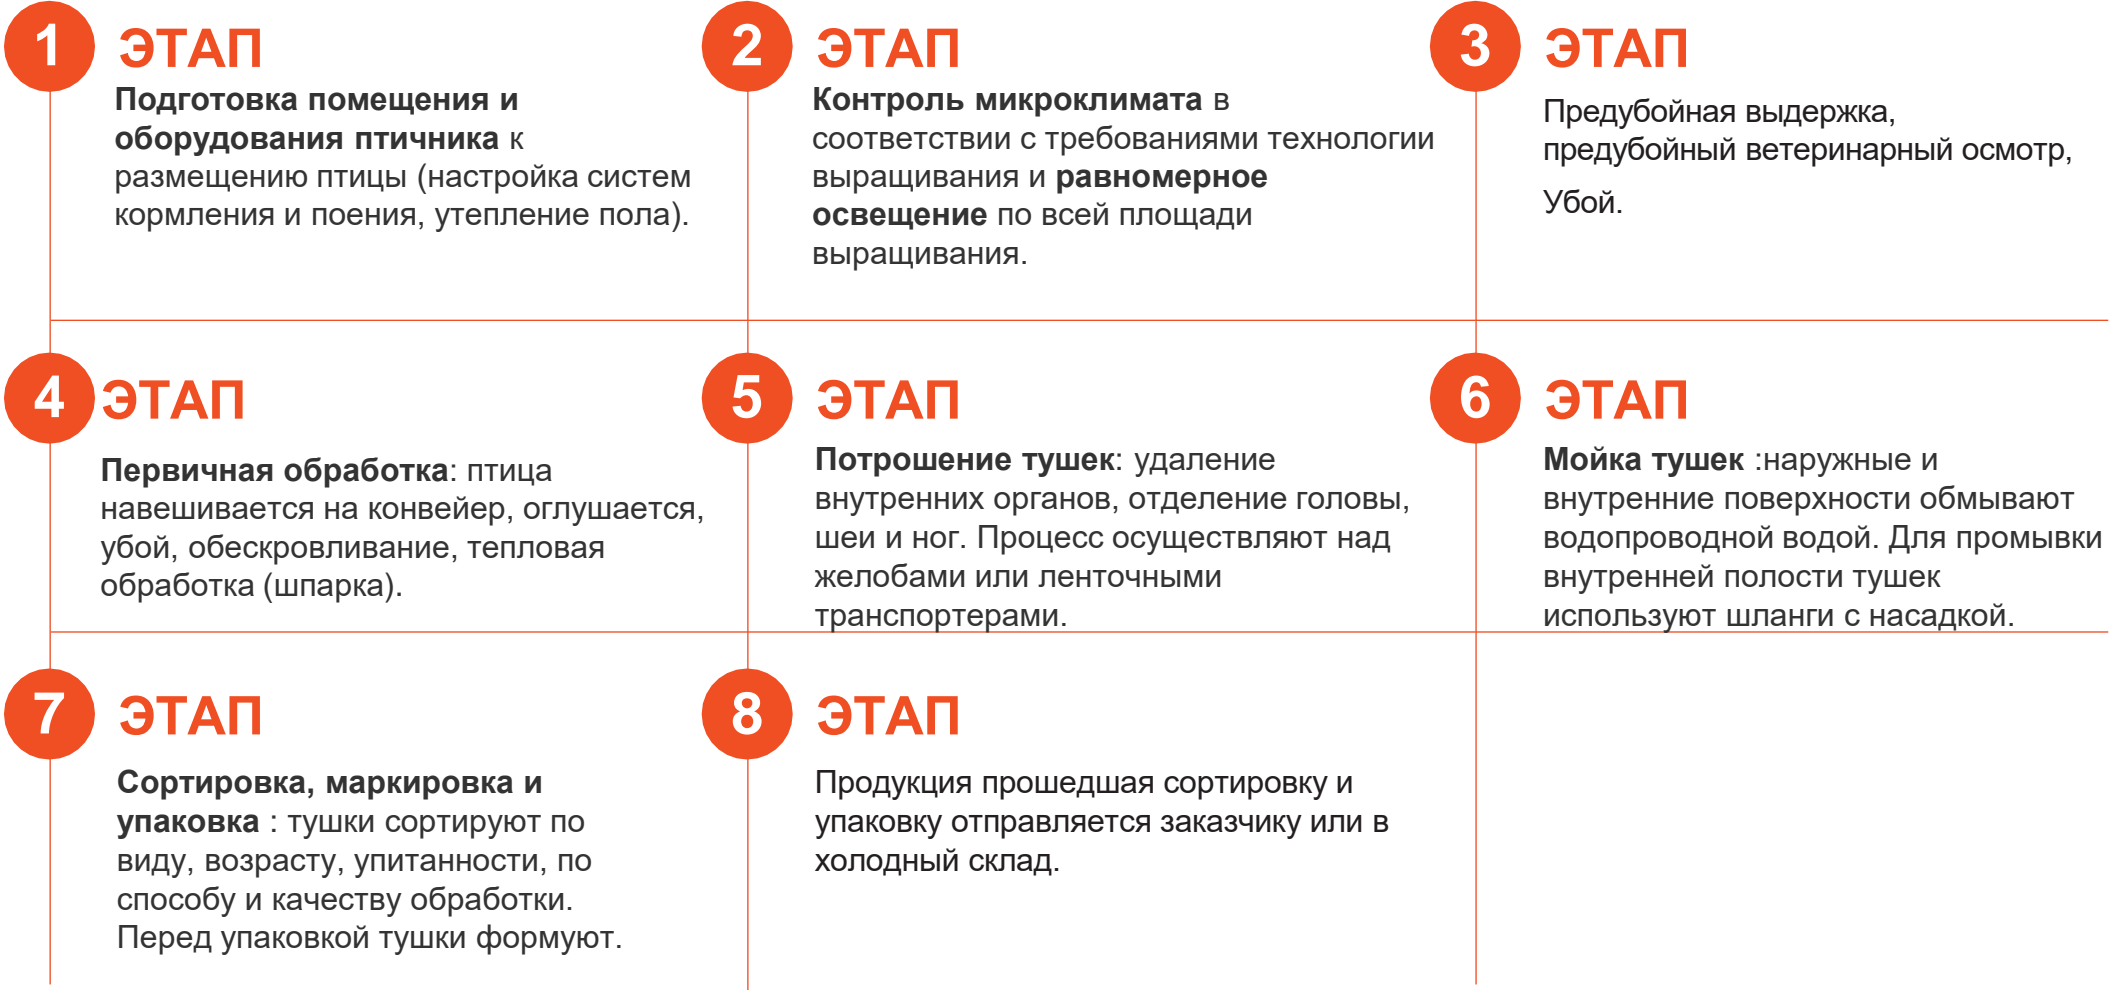 1 ЭТАП
Подготовка помещения и
оборудования птичника к
размещению птицы (настройка систем
кормления и поения, утепление пола).
2 ЭТАП
Контроль микроклимата в
соответствии с требованиями технологии
выращивания и равномерное
освещение по всей площади
выращивания.
3 ЭТАП
Предубойная выдержка,
предубойный ветеринарный осмотр,
Убой.
4 ЭТАП
Первичная обработка: птица
навешивается на конвейер, оглушается,
убой, обескровливание, тепловая
обработка (шпарка).
5 ЭТАП
Потрошение тушек: удаление
внутренних органов, отделение головы,
шеи и ног. Процесс осуществляют над
желобами или ленточными
транспортерами.
6 ЭТАП
Мойка тушек :наружные и
внутренние поверхности обмывают
водопроводной водой. Для промывки
внутренней полости тушек
используют шланги с насадкой.
7 ЭТАП
Сортировка, маркировка и
упаковка : тушки сортируют по
виду, возрасту, упитанности, по
способу и качеству обработки.
Перед упаковкой тушки формуют.
8 ЭТАП
Продукция прошедшая сортировку и
упаковку отправляется заказчику или в
холодный склад.